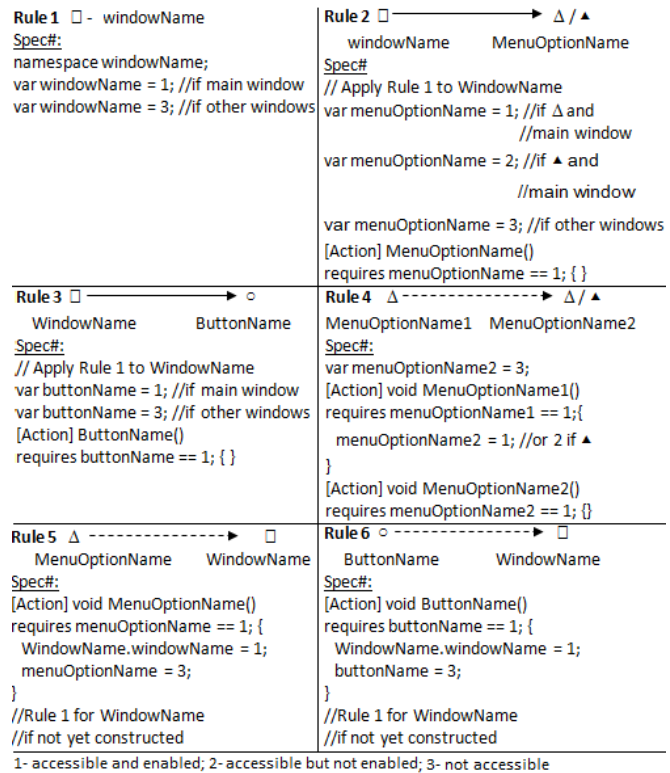 Rule 1 □ - windowName
Spec#:
namespace windowName;
var windowName = 1; //if main window
var windowName = 3; //if other windows
Rule 2 □ ⟶ Δ / ▲
windowName MenuOptionName
Spec#
// Apply Rule 1 to WindowName
var menuOptionName = 1; //if Δ and
//main window
var menuOptionName = 2; //if ▲ and
//main window
var menuOptionName = 3; //if other windows
[Action] MenuOptionName()
requires menuOptionName == 1; { }
Rule 3 □ ⟶ ○
WindowName ButtonName
Spec#:
// Apply Rule 1 to WindowName
var buttonName = 1; //if main window
var buttonName = 3; //if other windows
[Action] ButtonName()
requires buttonName == 1; { }
Rule 4 Δ -----> Δ / ▲
MenuOptionName1 MenuOptionName2
Spec#:
var menuOptionName2 = 3;
[Action] void MenuOptionName1()
requires menuOptionName1 == 1;{
menuOptionName2 = 1; //or 2 if ▲
}
[Action] void MenuOptionName2()
requires menuOptionName2 == 1; {}
Rule 5 Δ -----> □
MenuOptionName WindowName
Spec#:
[Action] void MenuOptionName()
requires menuOptionName == 1; {
WindowName.windowName = 1;
menuOptionName = 3;
}
//Rule 1 for WindowName
//if not yet constructed
Rule 6 ○ -----> □
ButtonName WindowName
Spec#:
[Action] void ButtonName()
requires buttonName == 1; {
WindowName.windowName = 1;
buttonName = 3;
}
//Rule 1 for WindowName
//if not yet constructed
1- accessible and enabled; 2- accessible but not enabled; 3- not accessible